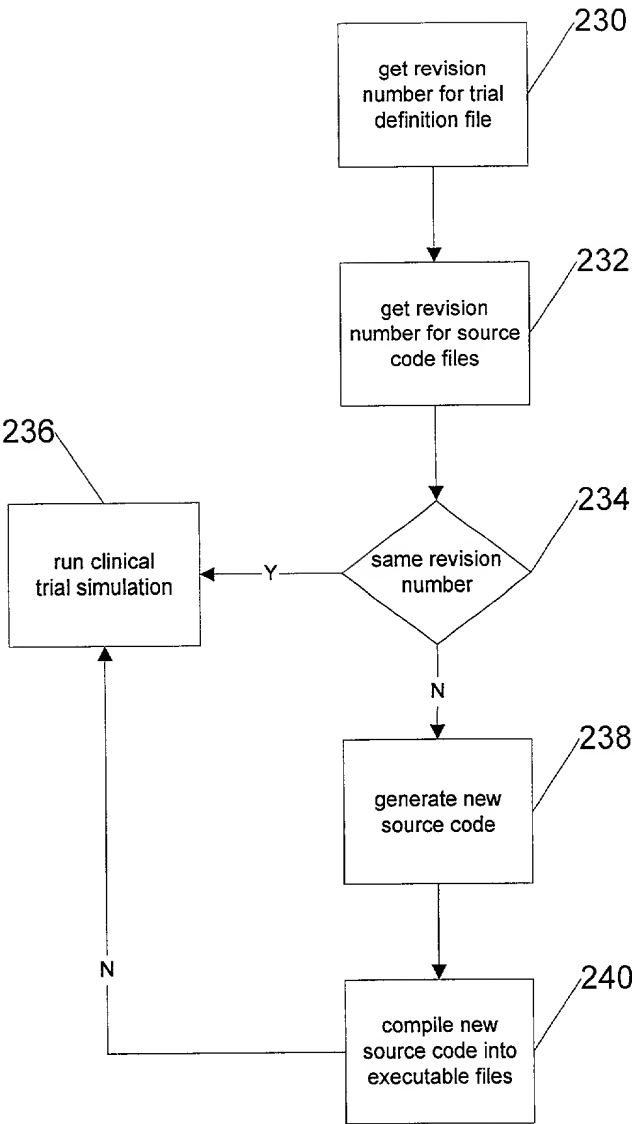 230
get revision
number for trial
definition file
232
get revision
number for source
code files
236
234
run clinical
trial simulation
Y
same revision
number
N
238
generate new
source code
N
240
compile new
source code into
executable files